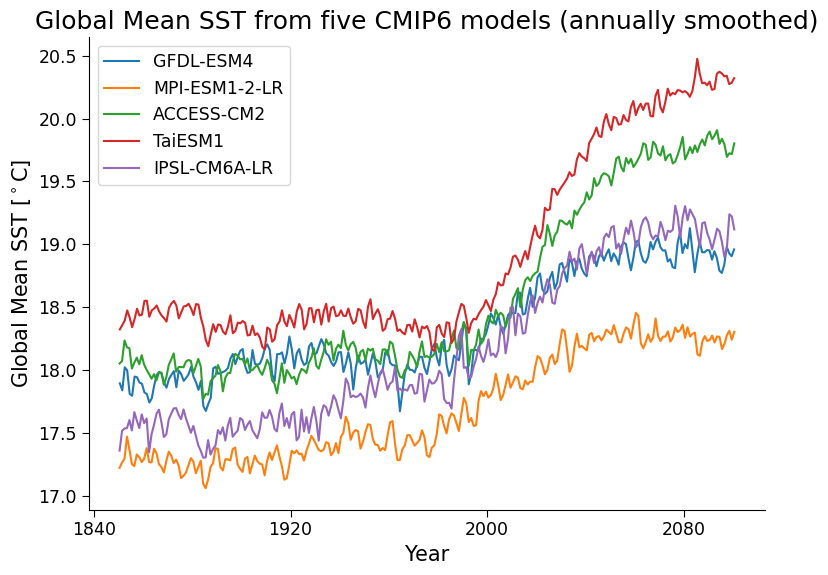 Global Mean SST from five CMIP6 models (annually smoothed)
GFDL-ESM4
MPI-ESM1-2-LR
ACCESS-CM2
TaiESM1
IPSL-CM6A-LR
Global Mean SST [∘C]
20.5
20.0
19.5
19.0
18.5
18.0
17.5
17.0
1840 1920 2000 2080
Year